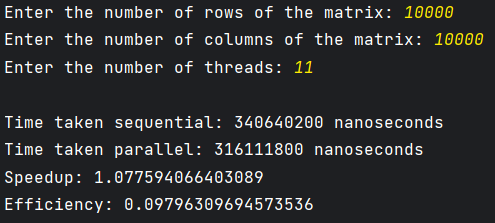 Enter the number of rows of the matrix: 10000
Enter the number of columns of the matrix: 10000
Enter the number of threads: 11
Time taken sequential: 340640200 nanoseconds
Time taken parallel: 316111800 nanoseconds
Speedup: 1.077594066403089
Efficiency: 0.09796309694573536